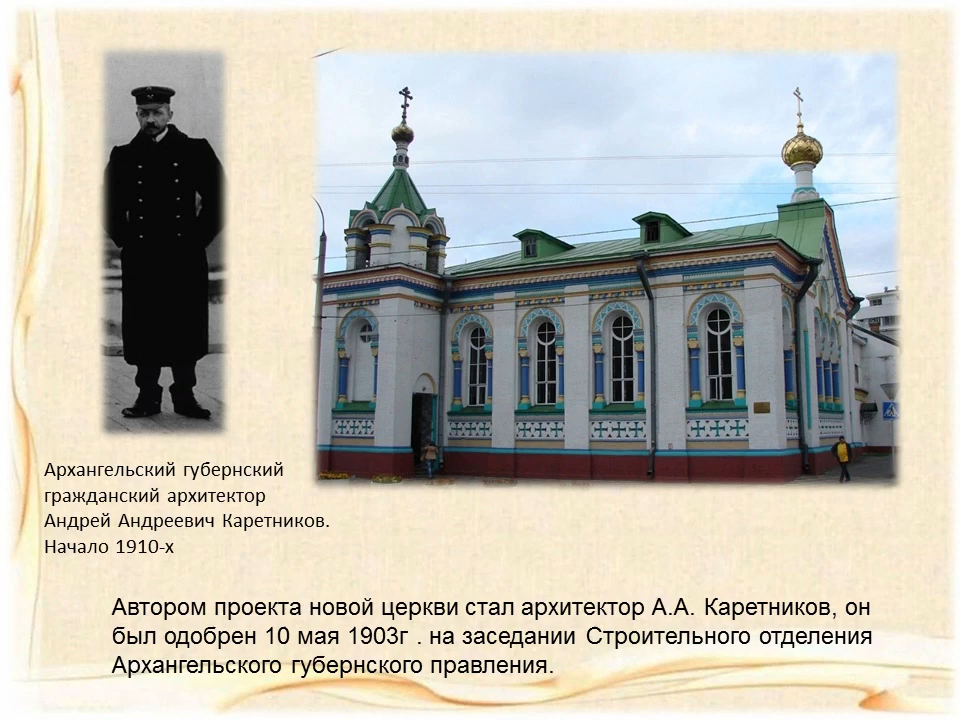 Архангельский губернский
гражданский архитектор
Андрей Андреевич Каретников.
Начало 1910-х
Автором проекта новой церкви стал архитектор А.А. Каретников, он
был одобрен 10 мая 1903г . на заседании Строительного отделения
Архангельского губернского правления.